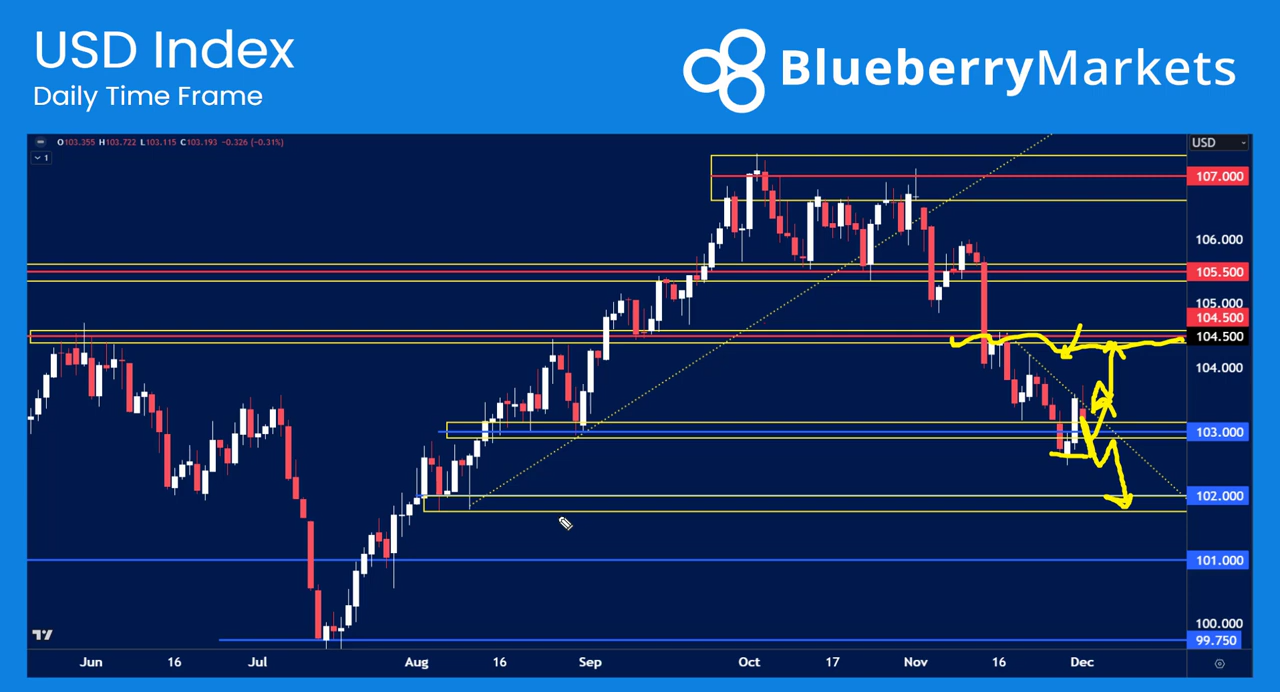 USD Index
Daily Time Frame
BlueberryMarkets
O103.355 H103.722 L103.115 C103.193 −0.326 (−0.31%)
1
USD
107.000
106.000
105.500
105.000
104.500
104.500
104.000
103.000
102.000
101.000
100.000
99.750
Jun 16 Jul Aug 16 Sep Oct 17 Nov 16 Dec